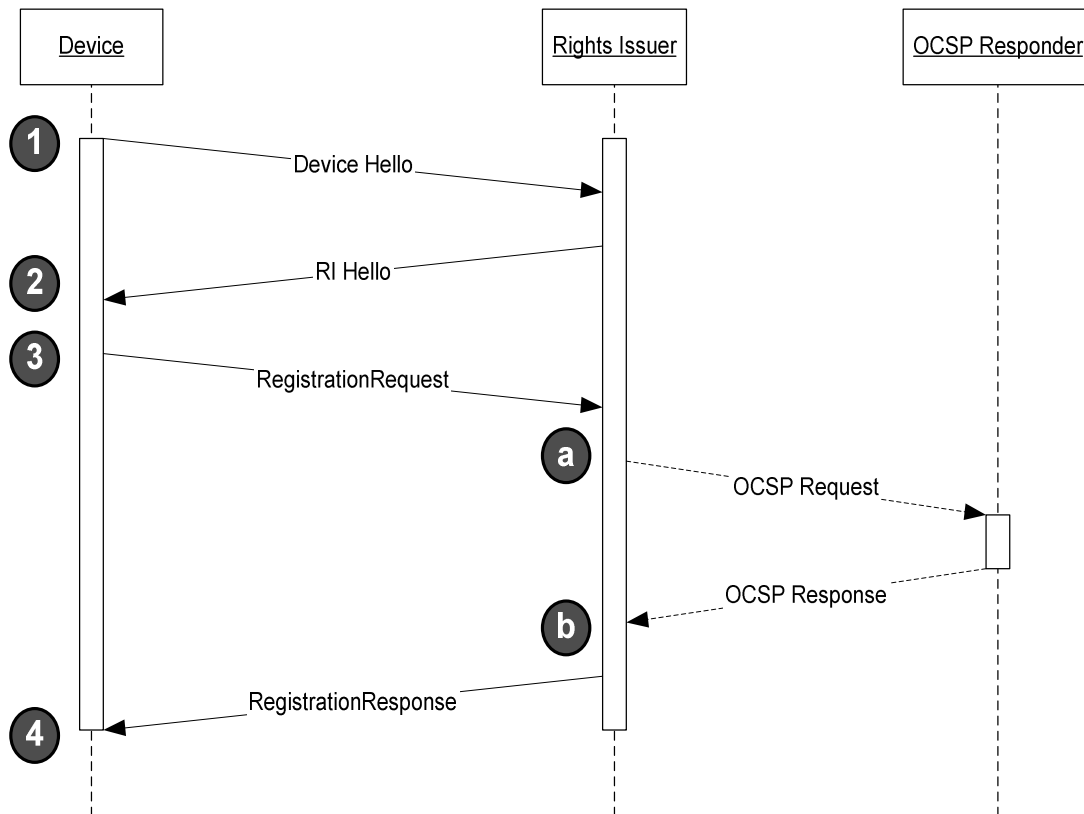 Device
Rights Issuer
OCSP Responder
1
Device Hello
2
RI Hello
3
RegistrationRequest
a
OCSP Request
OCSP Response
b
RegistrationResponse
4